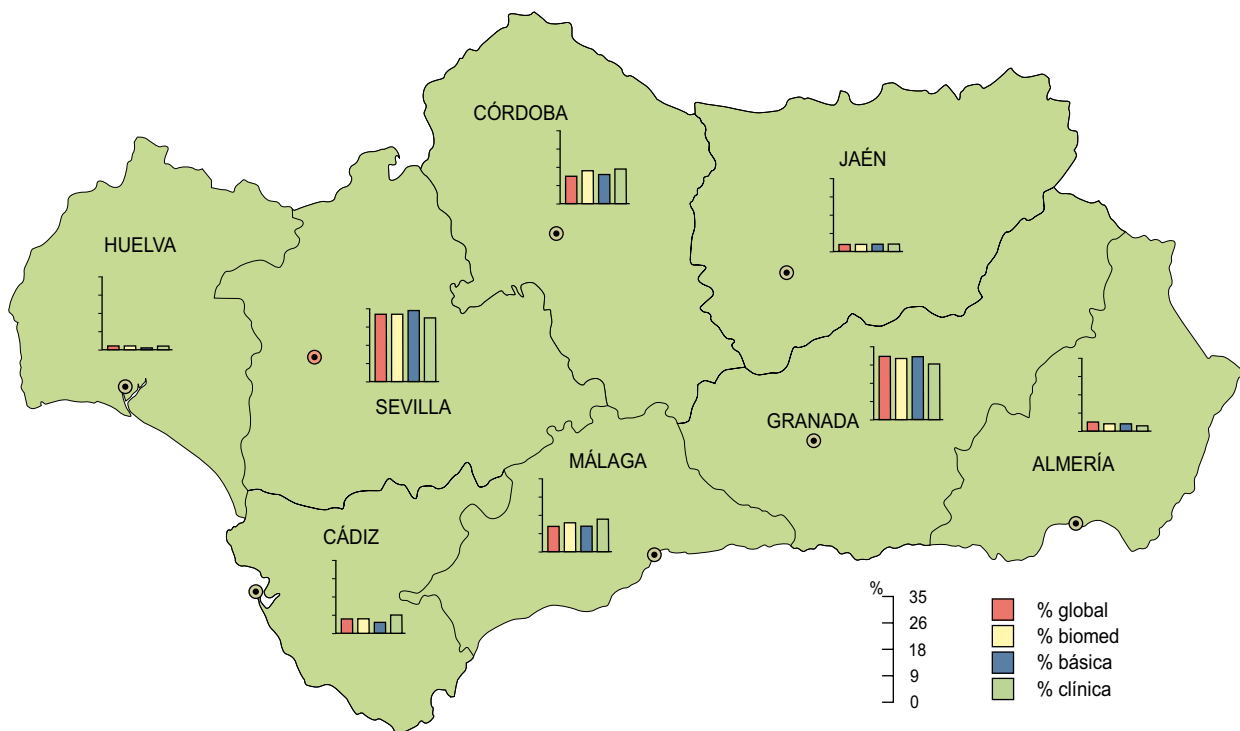 CÓRDOBA
JAÉN
HUELVA
SEVILLA
GRANADA
MÁLAGA
ALMERÍA
CÁDIZ
%
35
26
18
9
0
% global
% biomed
% básica
% clínica